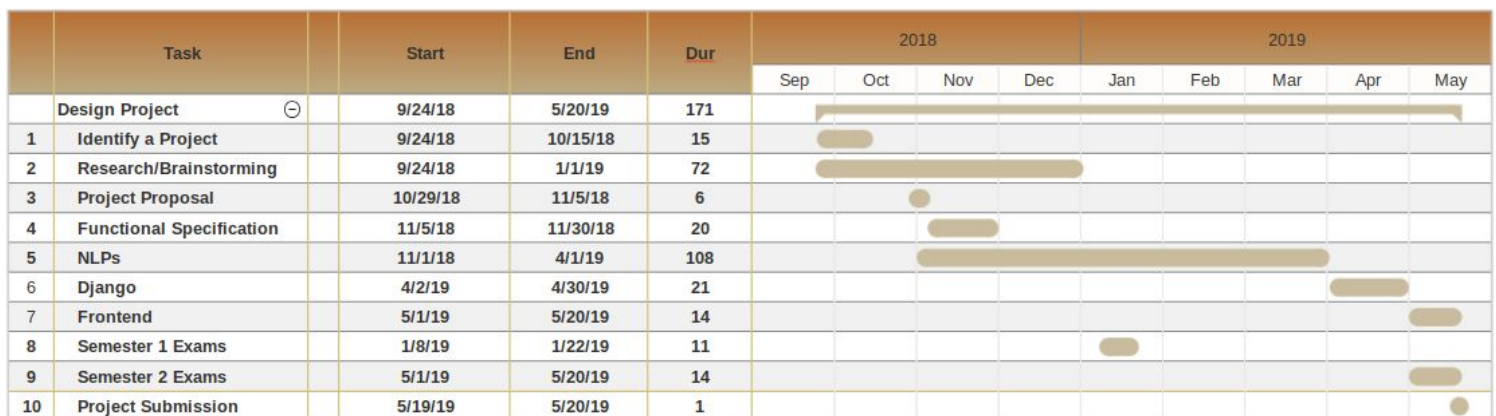 Task Start End Dur 2018 2019
Sep Oct Nov Dec Jan Feb Mar Apr May
Design Project 9/24/18 5/20/19 171
1 Identify a Project 9/24/18 10/15/18 15
2 Research/Brainstorming 9/24/18 1/1/19 72
3 Project Proposal 10/29/18 11/5/18 6
4 Functional Specification 11/5/18 11/30/18 20
5 NLPs 11/1/18 4/1/19 108
6 Django 4/2/19 4/30/19 21
7 Frontend 5/1/19 5/20/19 14
8 Semester 1 Exams 1/8/19 1/22/19 11
9 Semester 2 Exams 5/1/19 5/20/19 14
10 Project Submission 5/19/19 5/20/19 1